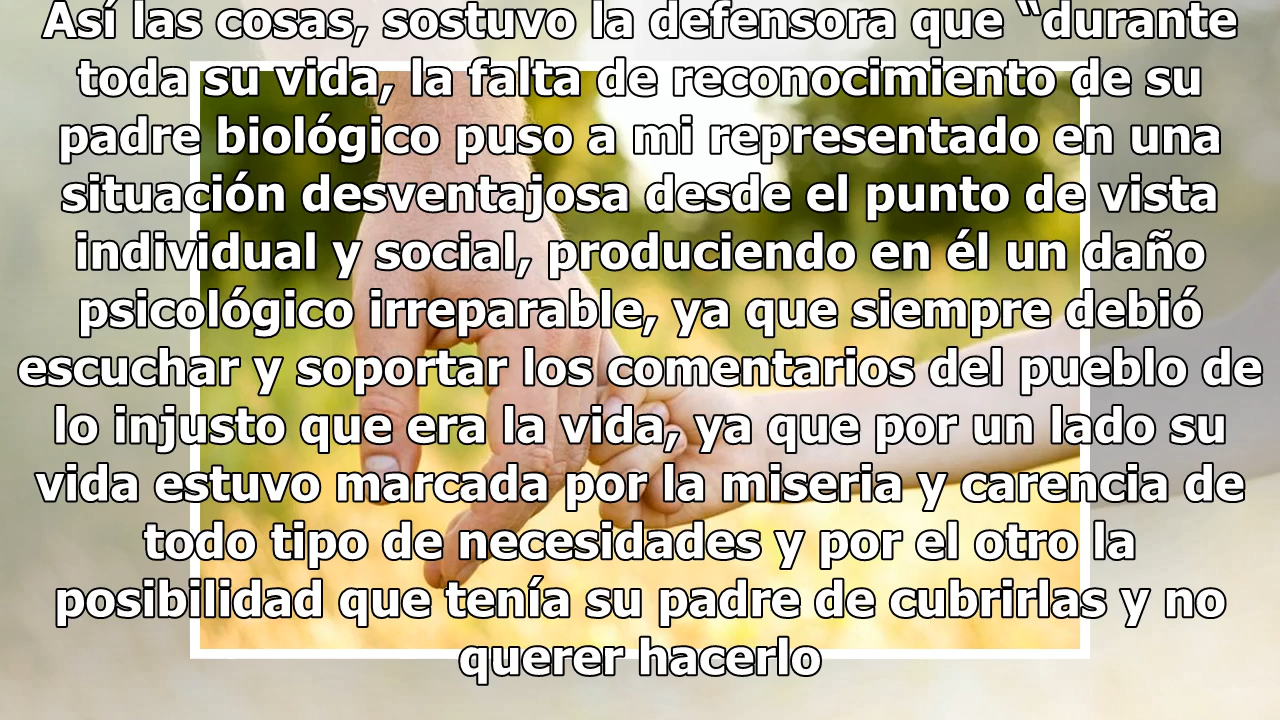 Así las cosas, sostuvo la defensora que “durante
toda su vida, la falta de reconocimiento de su
padre biológico puso a mi representado en una
situación desventajosa desde el punto de vista
individual y social, produciendo en él un daño
psicológico irreparable, ya que siempre debió
escuchar y soportar los comentarios del pueblo de
lo injusto que era la vida, ya que por un lado su
vida estuvo marcada por la miseria y carencia de
todo tipo de necesidades y por el otro la
posibilidad que tenía su padre de cubrirlas y no
querer hacerlo